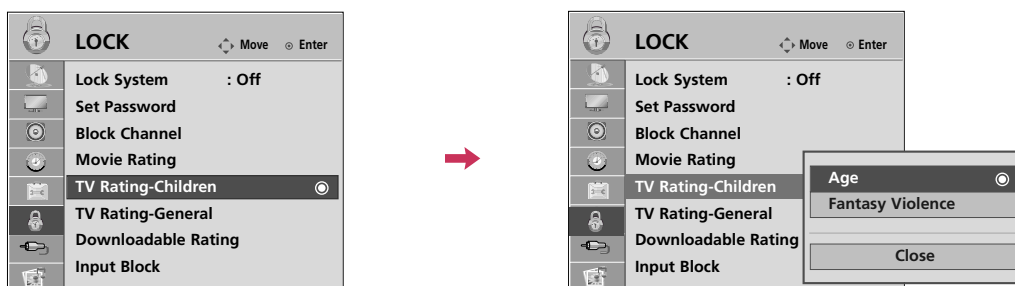 LOCK Move Enter
Lock System : Off
Set Password
Block Channel
Movie Rating
TV Rating-Children
TV Rating-General
Downloadable Rating
Input Block
LOCK Move Enter
Lock System : Off
Set Password
Block Channel
Movie Rating
TV Rating-Children
TV Rating-General
Downloadable Rating
Input Block
Age
Fantasy Violence
Close